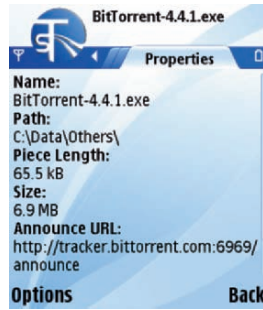 BitTorrent-4.4.1.exe
Properties
Name:
BitTorrent-4.4.1.exe
Path:
C:\Data\Others\
Piece Length:
65.5 kB
Size:
6.9 MB
Announce URL:
http://tracker.bittorrent.com:6969/
announce
Options Back